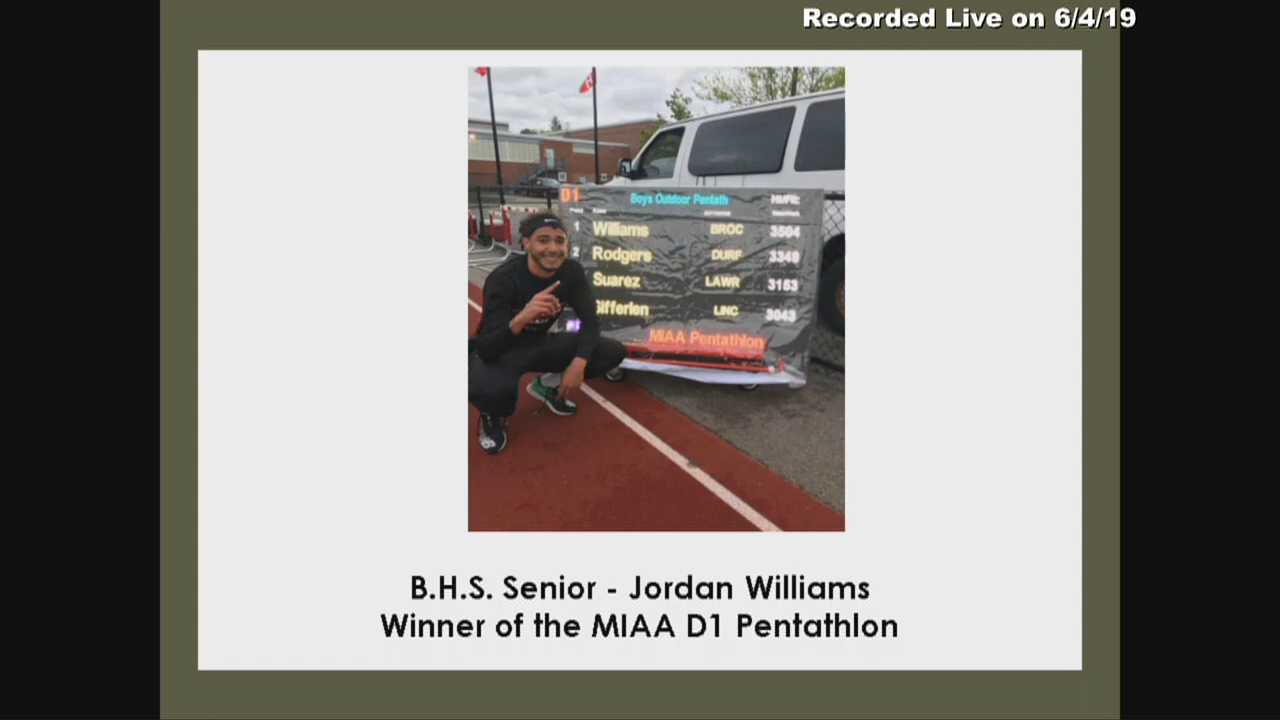 Recorded Live on 6/4/19
D1 Boys Outdoor Pentath
1 Williams BROC 3504
2 Rodgers DURF 3349
Suarez LAWR 3153
LINC 3043
MIAA Pentathlon
B.H.S. Senior - Jordan Williams
Winner of the MIAA D1 Pentathlon